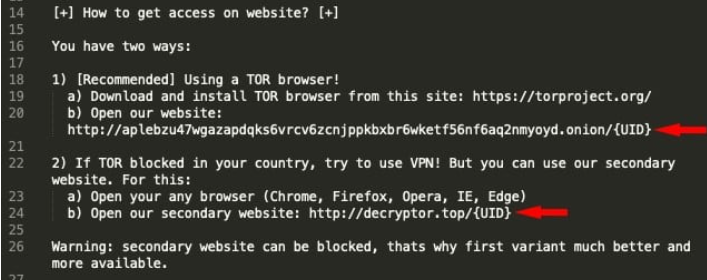 14 [+] How to get access on website? [+]
15
16 You have two ways:
17
18 1) [Recommended] Using a TOR browser!
19 a) Download and install TOR browser from this site: https://torproject.org/
20 b) Open our website:
http://aplebzu47wgazapdqks6vrcv6zcnjppkbxbr6wketf56nf6aq2nmyoyd.onion/{UID}
21
22 2) If TOR blocked in your country, try to use VPN! But you can use our secondary
website. For this:
23 a) Open your any browser (Chrome, Firefox, Opera, IE, Edge)
24 b) Open our secondary website: http://decryptor.top/{UID}
25
26 Warning: secondary website can be blocked, thats why first variant much better and
more available.
27